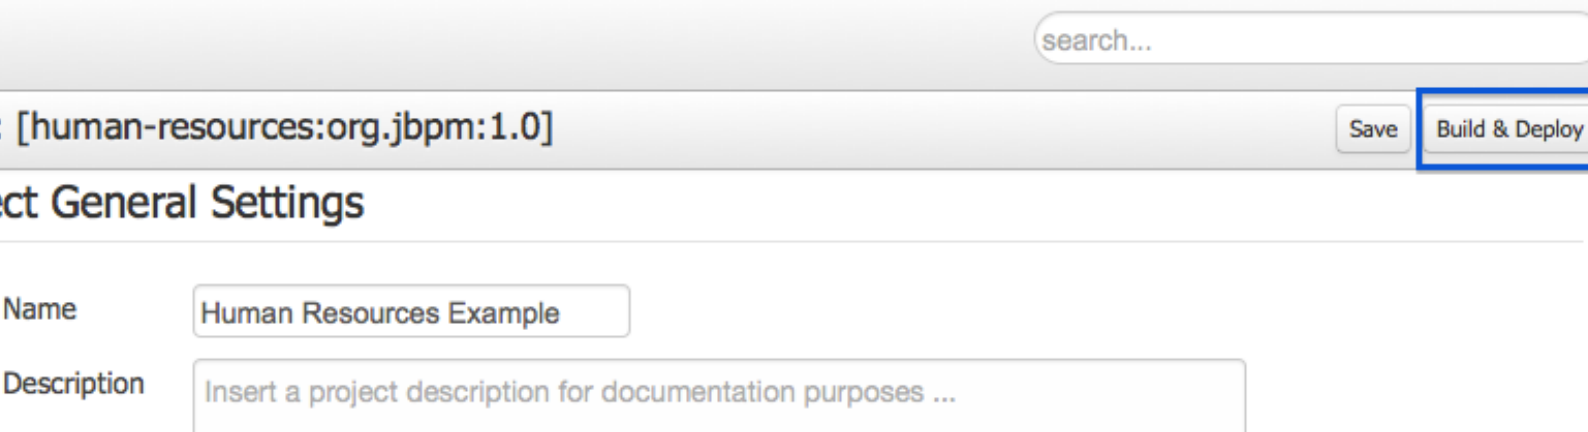 search...
: [human-resources:org.jbpm:1.0]
Save
Build & Deploy
ect General Settings
Name
Human Resources Example
Description
Insert a project description for documentation purposes ...